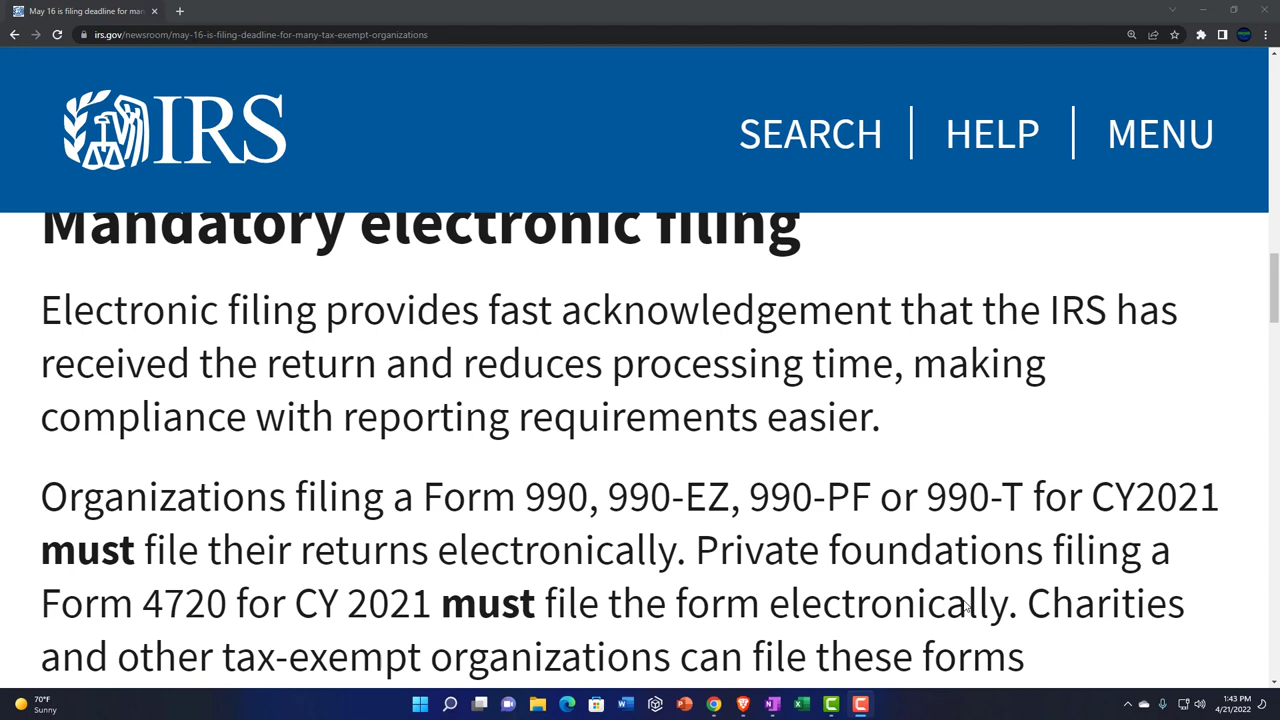 May 16 is filing deadline for man
irs.gov/newsroom/may-16-is-filing-deadline-for-many-tax-exempt-organizations
IRS
SEARCH
HELP
MENU
Mandatory electronic filing
Electronic filing provides fast acknowledgement that the IRS has
received the return and reduces processing time, making
compliance with reporting requirements easier.
Organizations filing a Form 990, 990-EZ, 990-PF or 990-T for CY2021
must file their returns electronically. Private foundations filing a
Form 4720 for CY 2021 must file the form electronically. Charities
and other tax-exempt organizations can file these forms
70°F
Sunny
1:43 PM
4/21/2022